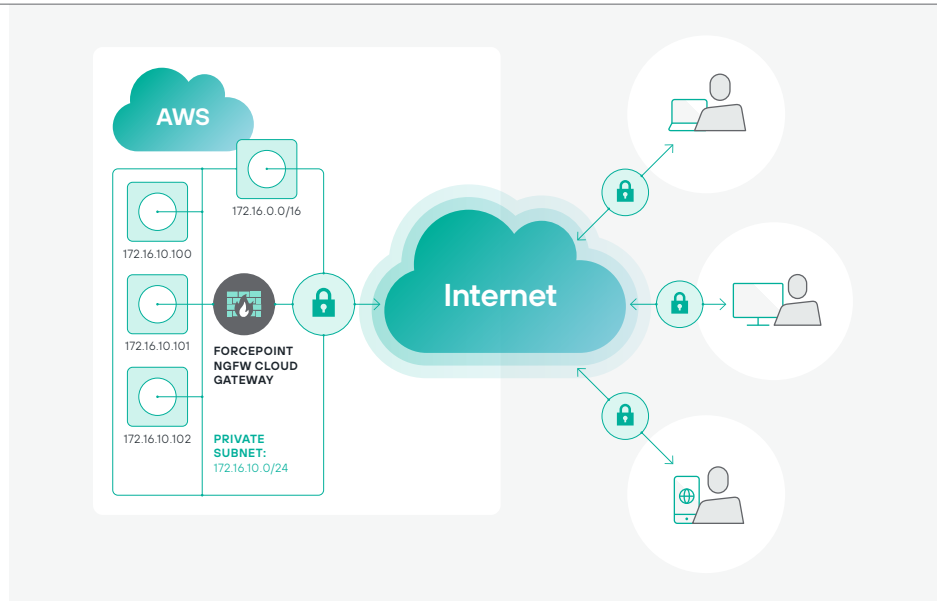 AWS
172.16.0.0/16
172.16.10.100
172.16.10.101
172.16.10.102
FORCEPOINT
NGFW CLOUD
GATEWAY
PRIVATE
SUBNET:
172.16.10.0/24
Internet